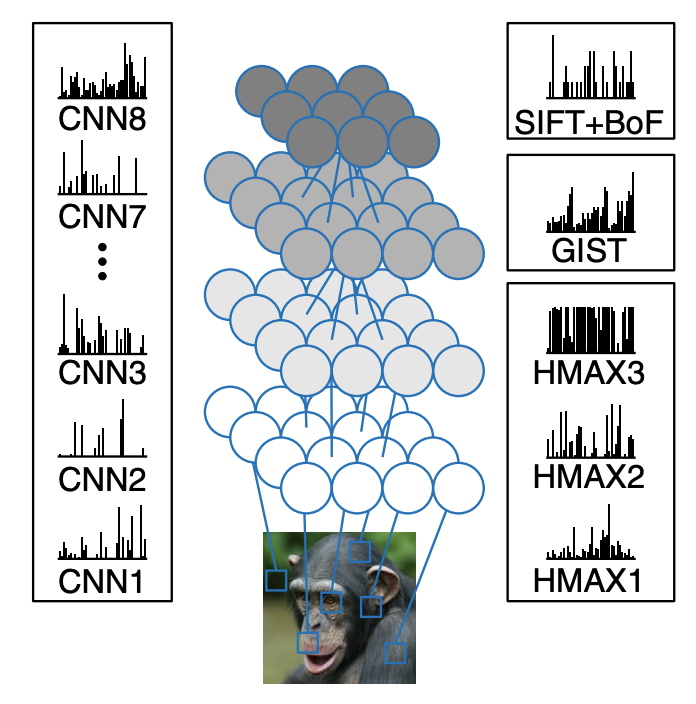 CNN8
CNN7
CNN3
CNN2
CNN1
SIFT+BoF
GIST
HMAX3
HMAX2
HMAX1